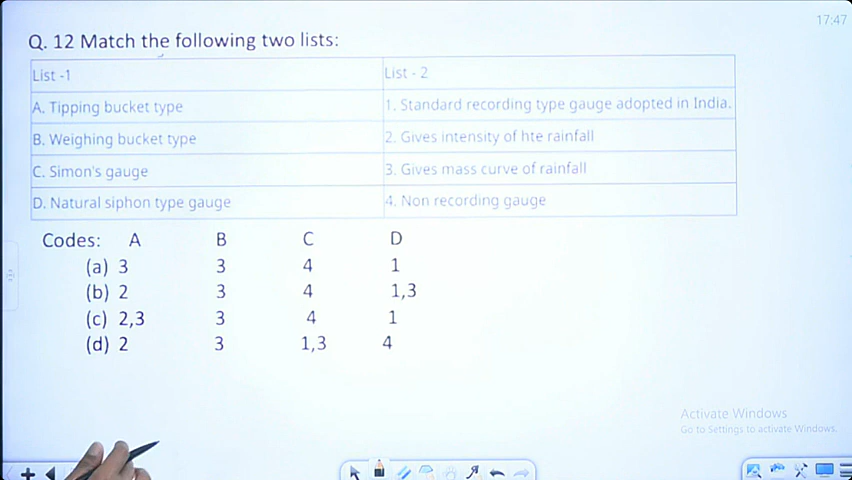 17:47
Q. 12 Match the following two lists:
List -1 List - 2
A. Tipping bucket type 1. Standard recording type gauge adopted in India.
B. Weighing bucket type 2. Gives intensity of hte rainfall
C. Simon's gauge 3. Gives mass curve of rainfall
D. Natural siphon type gauge 4. Non recording gauge
Codes: A B C D
(a) 3 3 4 1
(b) 2 3 4 1,3
(c) 2,3 3 4 1
(d) 2 3 1,3 4
Activate Windows
Go to Settings to activate Windows.